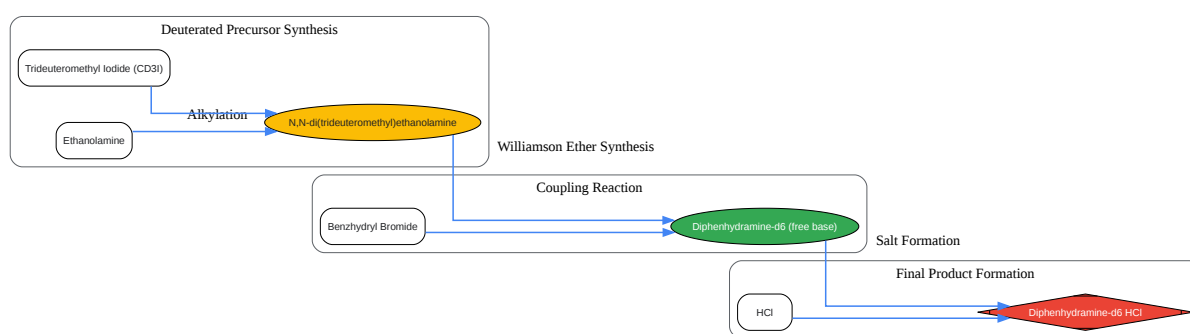 Deuterated Precursor Synthesis
Trideuteromethyl Iodide (CD3I)
Alkylation
N,N-di(trideuteromethyl)ethanolamine
Ethanolamine
Williamson Ether Synthesis
Coupling Reaction
Benzhydryl Bromide
Diphenhydramine-d6 (free base)
Salt Formation
Final Product Formation
HCl
Diphenhydramine-d6 HCl